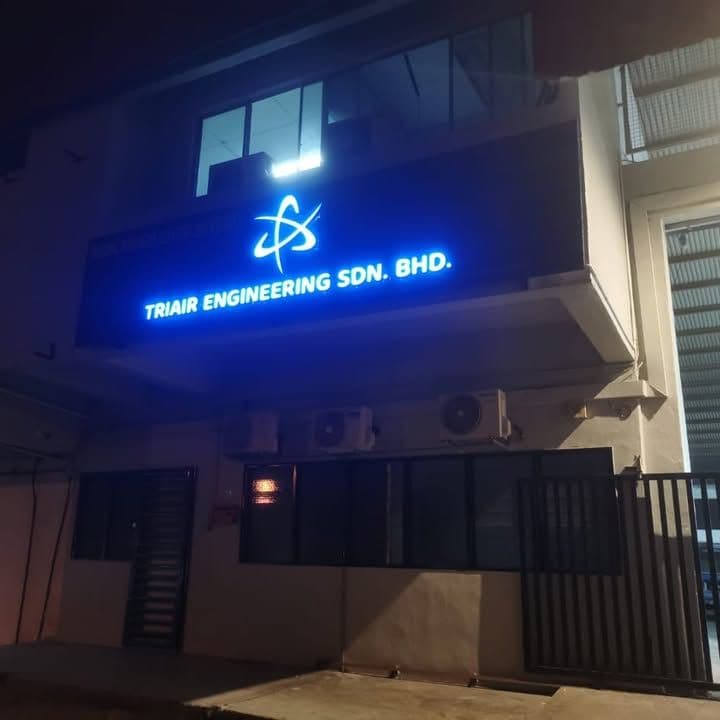 TRIAIR ENGINEERING SDN. BHD.